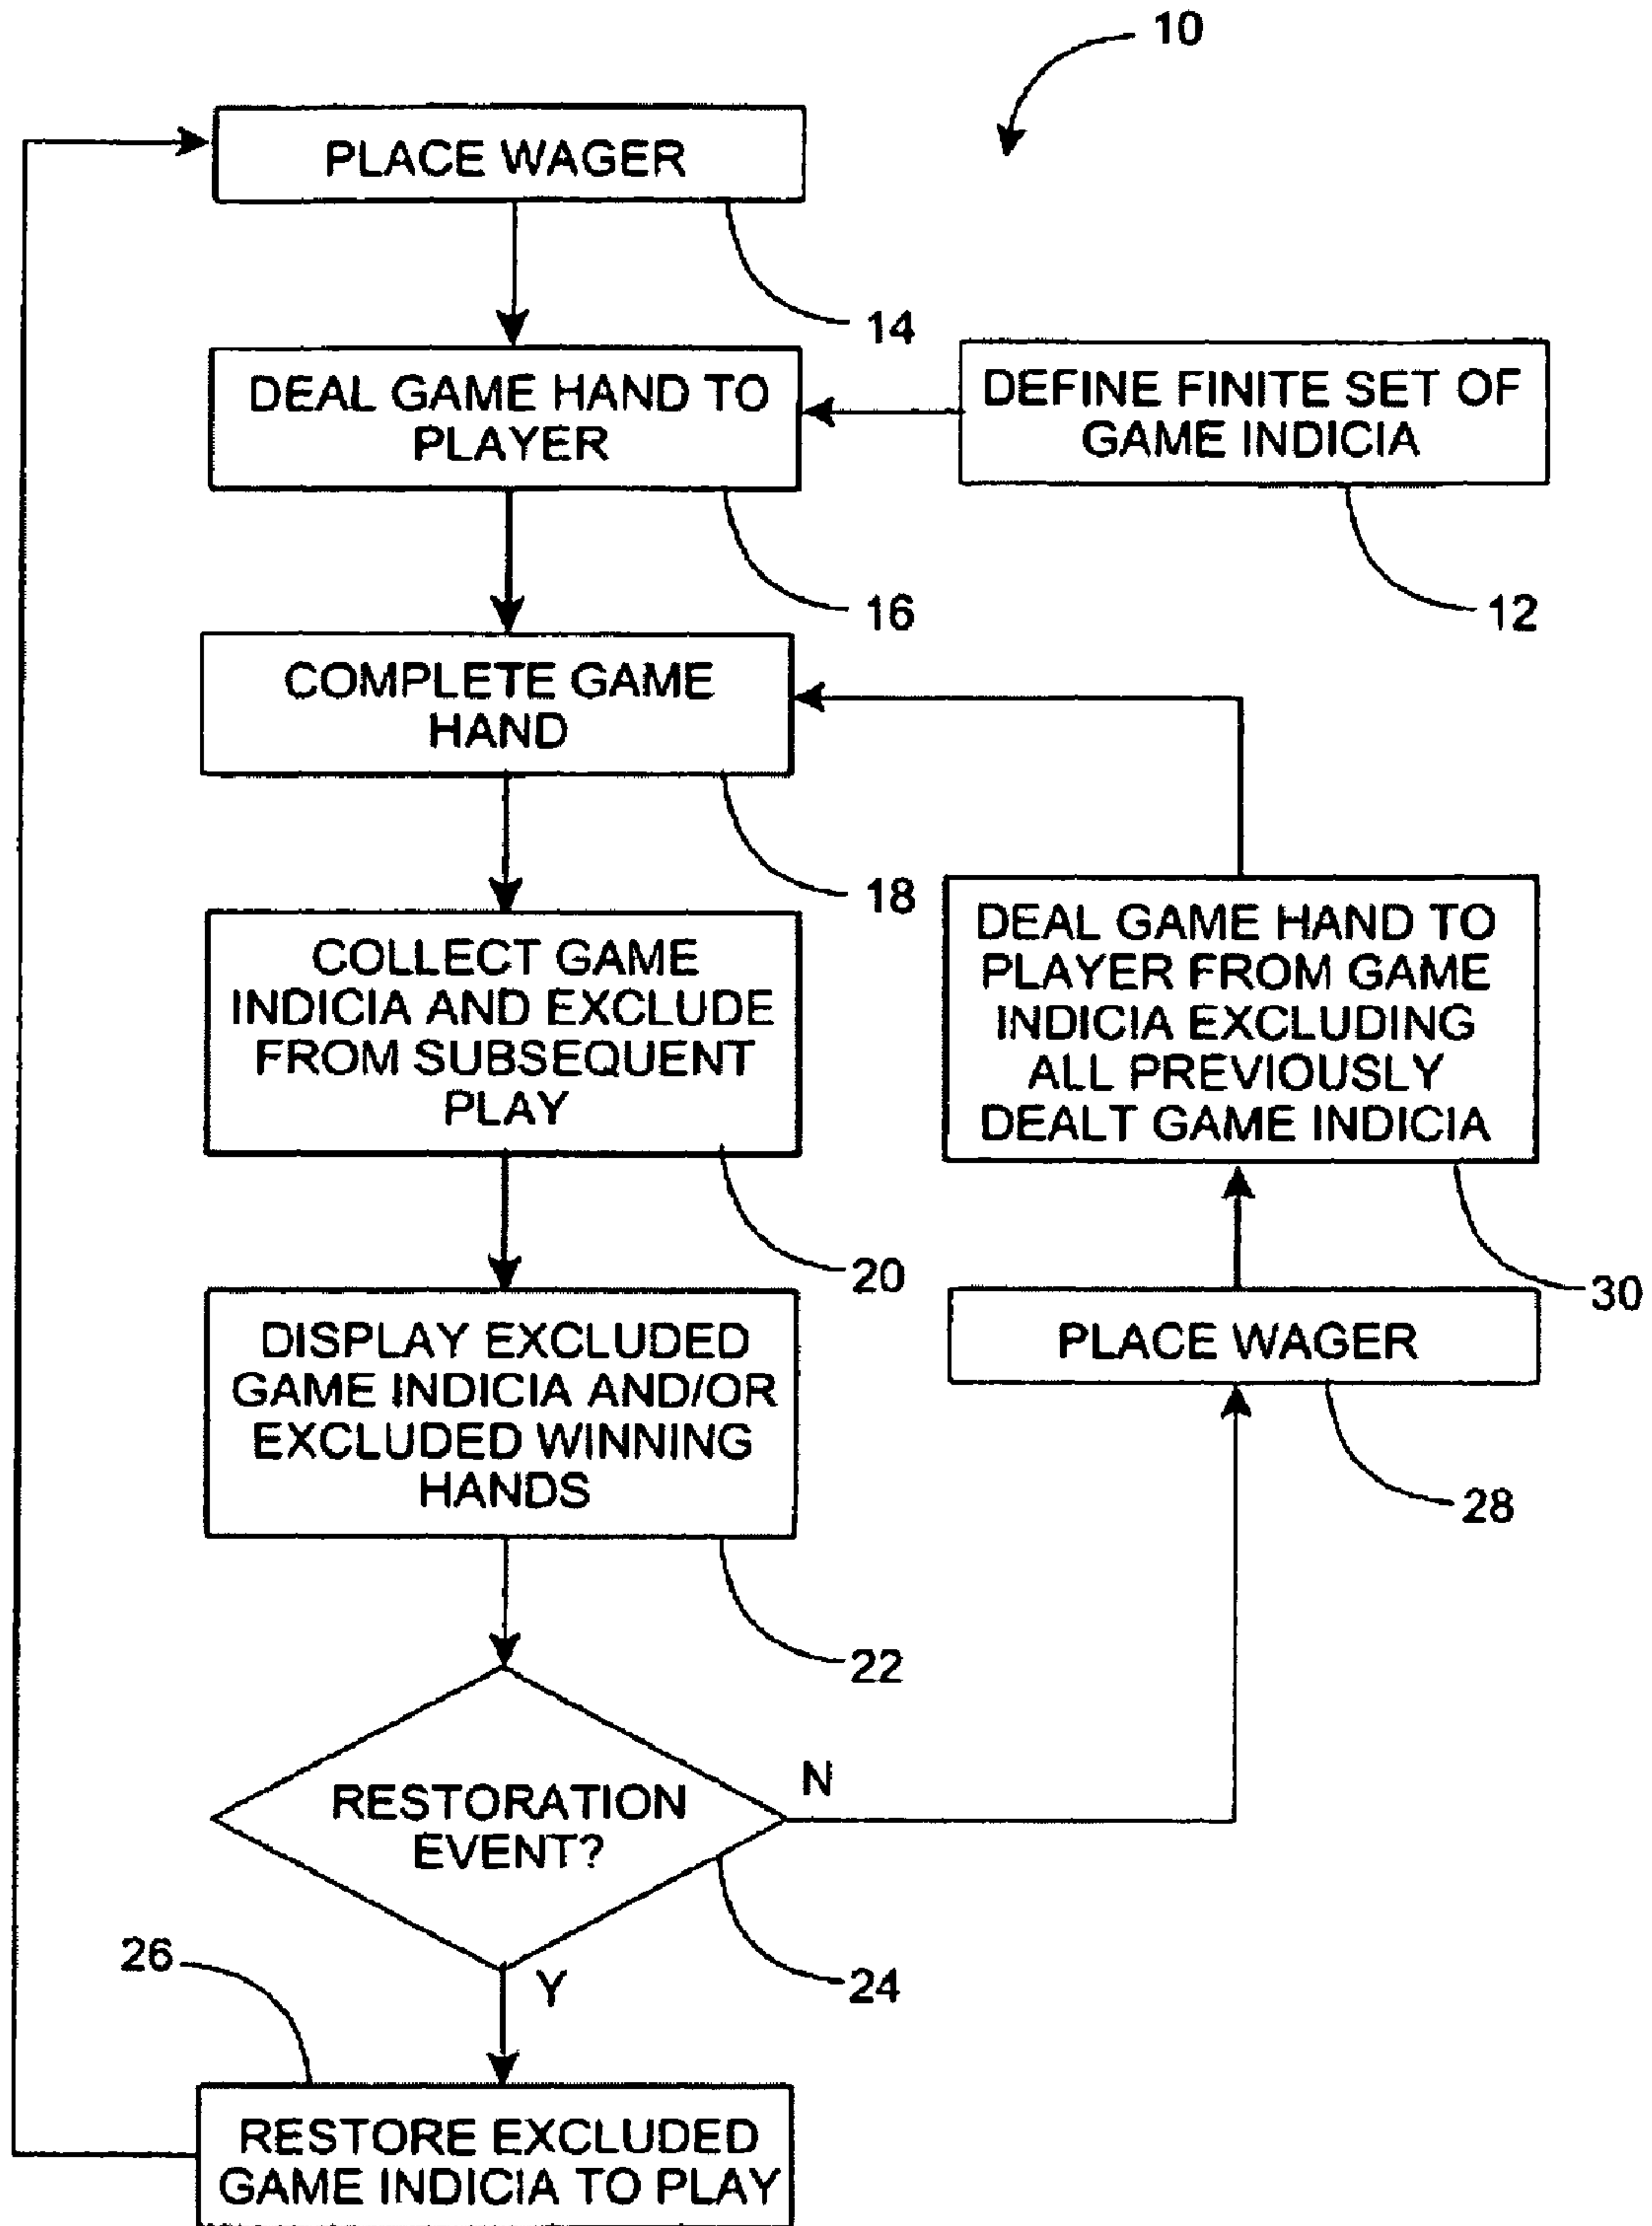 10
PLACE WAGER
14
DEAL GAME HAND TO
PLAYER
DEFINE FINITE SET OF
GAME INDICIA
16
12
COMPLETE GAME
HAND
18
COLLECT GAME
INDICIA AND EXCLUDE
FROM SUBSEQUENT
PLAY
DEAL GAME HAND TO
PLAYER FROM GAME
INDICIA EXCLUDING
ALL PREVIOUSLY
DEALT GAME INDICIA
20
30
DISPLAY EXCLUDED
GAME INDICIA AND/OR
EXCLUDED WINNING
HANDS
PLACE WAGER
28
22
RESTORATION
EVENT?
N
24
Y
26
RESTORE EXCLUDED
GAME INDICIA TO PLAY